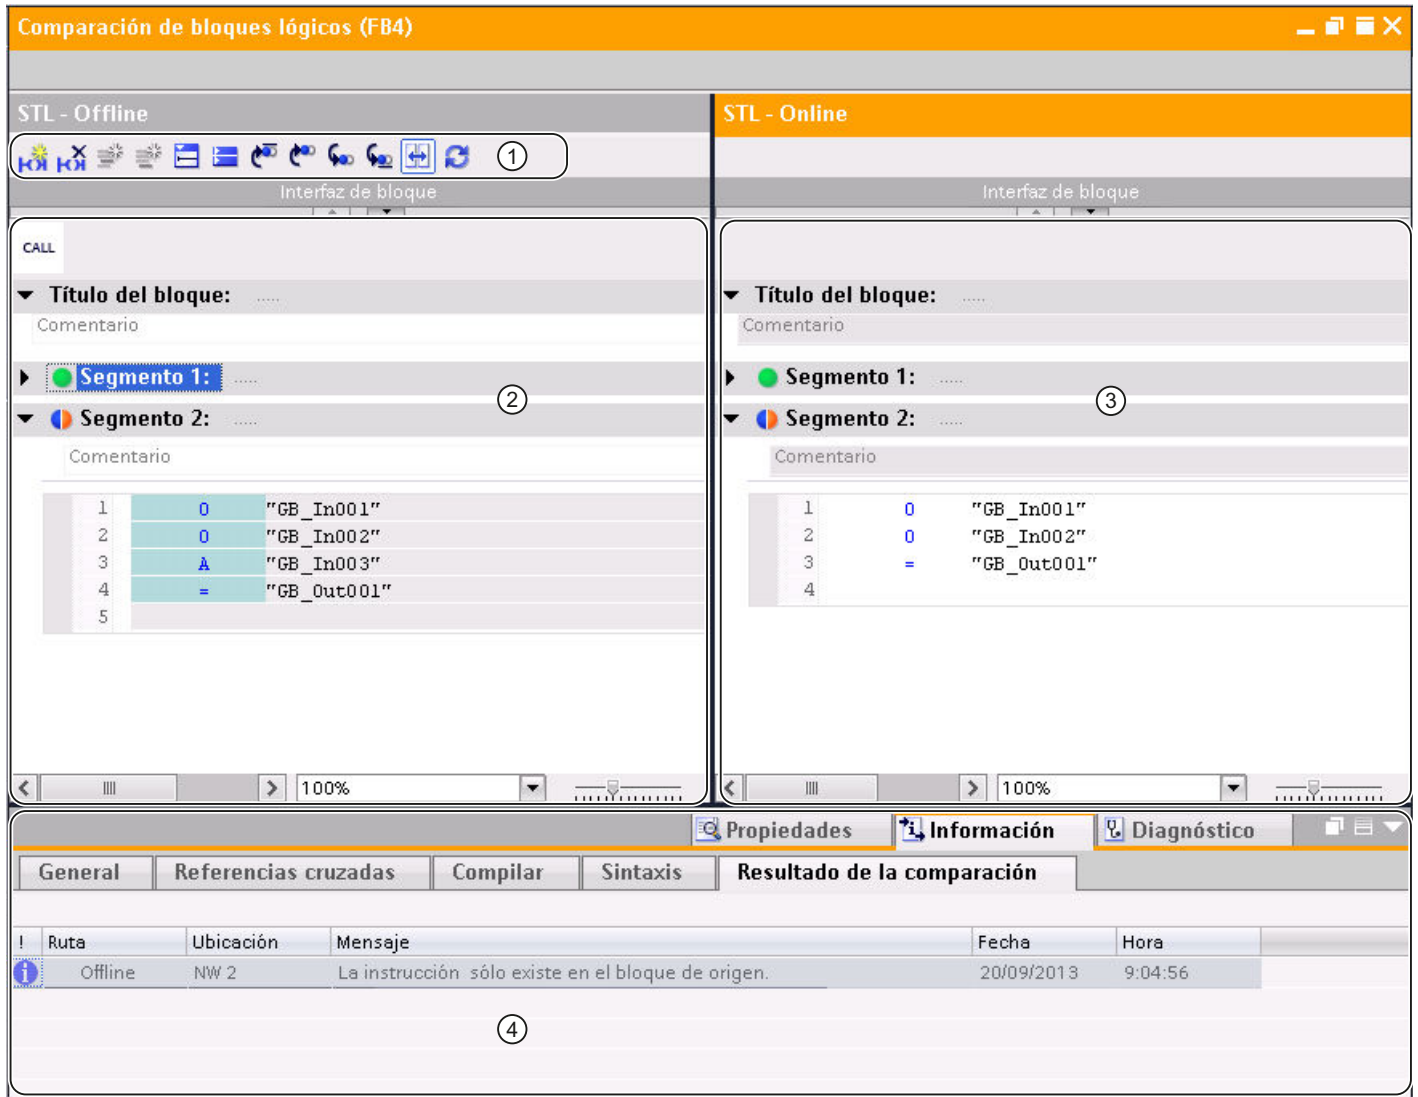 Comparación de bloques lógicos (FB4)
STL - Offline
STL - Online
1
Interfaz de bloque
Interfaz de bloque
CALL
Título del bloque: .....
Comentario
Segmento 1: .....
2
Segmento 2: .....
Comentario
1 O "GB_In001"
2 O "GB_In002"
3 A "GB_In003"
4 = "GB_Out001"
5
100%
Título del bloque: .....
Comentario
Segmento 1: .....
3
Segmento 2: .....
Comentario
1 O "GB_In001"
2 O "GB_In002"
3 = "GB_Out001"
4
100%
Propiedades Información Diagnóstico
General Referencias cruzadas Compilar Sintaxis Resultado de la comparación
! Ruta Ubicación Mensaje Fecha Hora
Offline NW 2 La instrucción sólo existe en el bloque de origen. 20/09/2013 9:04:56
4